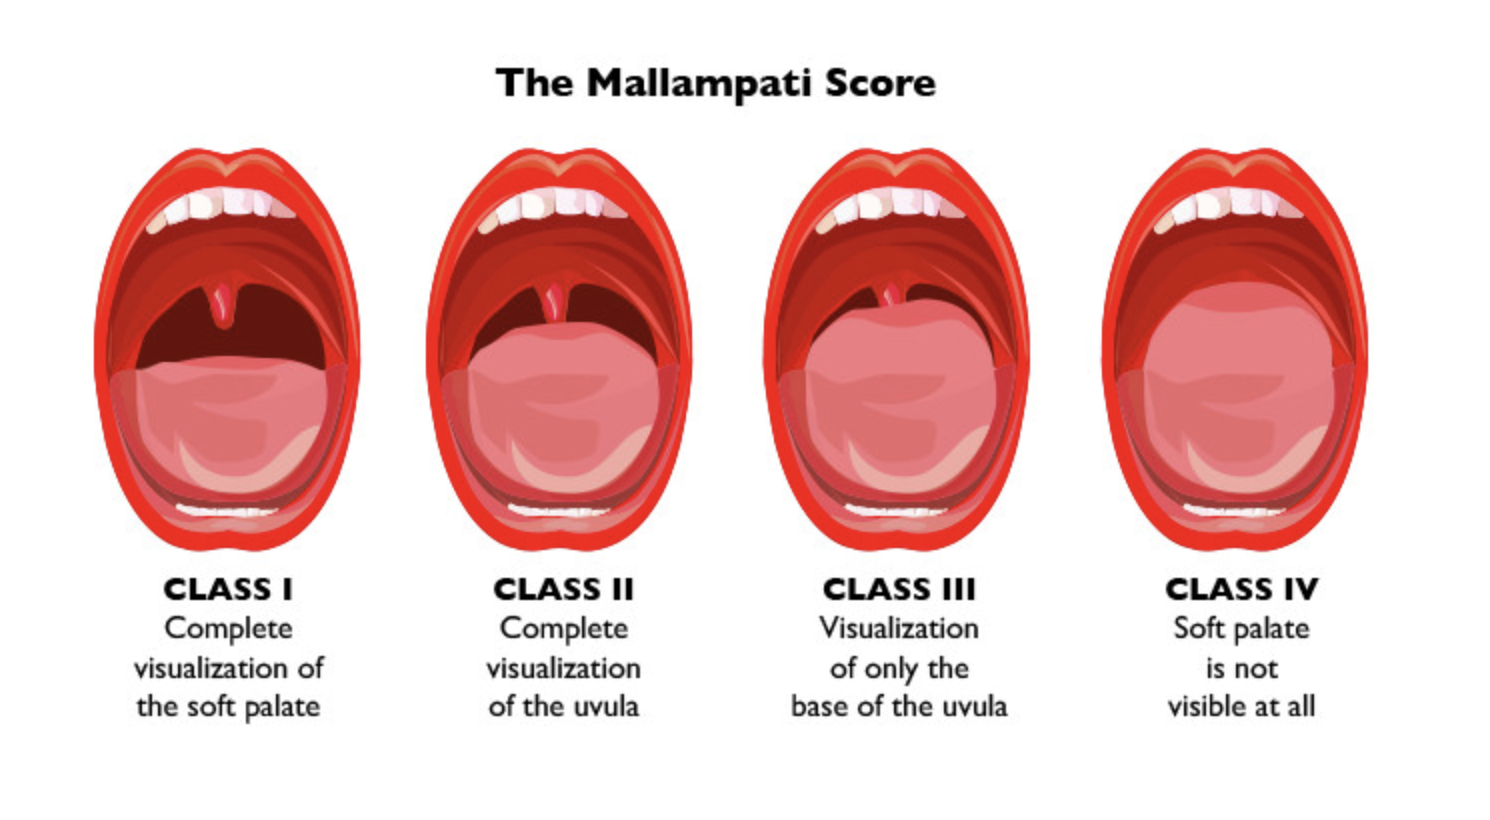 The Mallampati Score
CLASS I
Complete
visualization of
the soft palate
CLASS II
Complete
visualization
of the uvula
CLASS III
Visualization
of only the
base of the uvula
CLASS IV
Soft palate
is not
visible at all